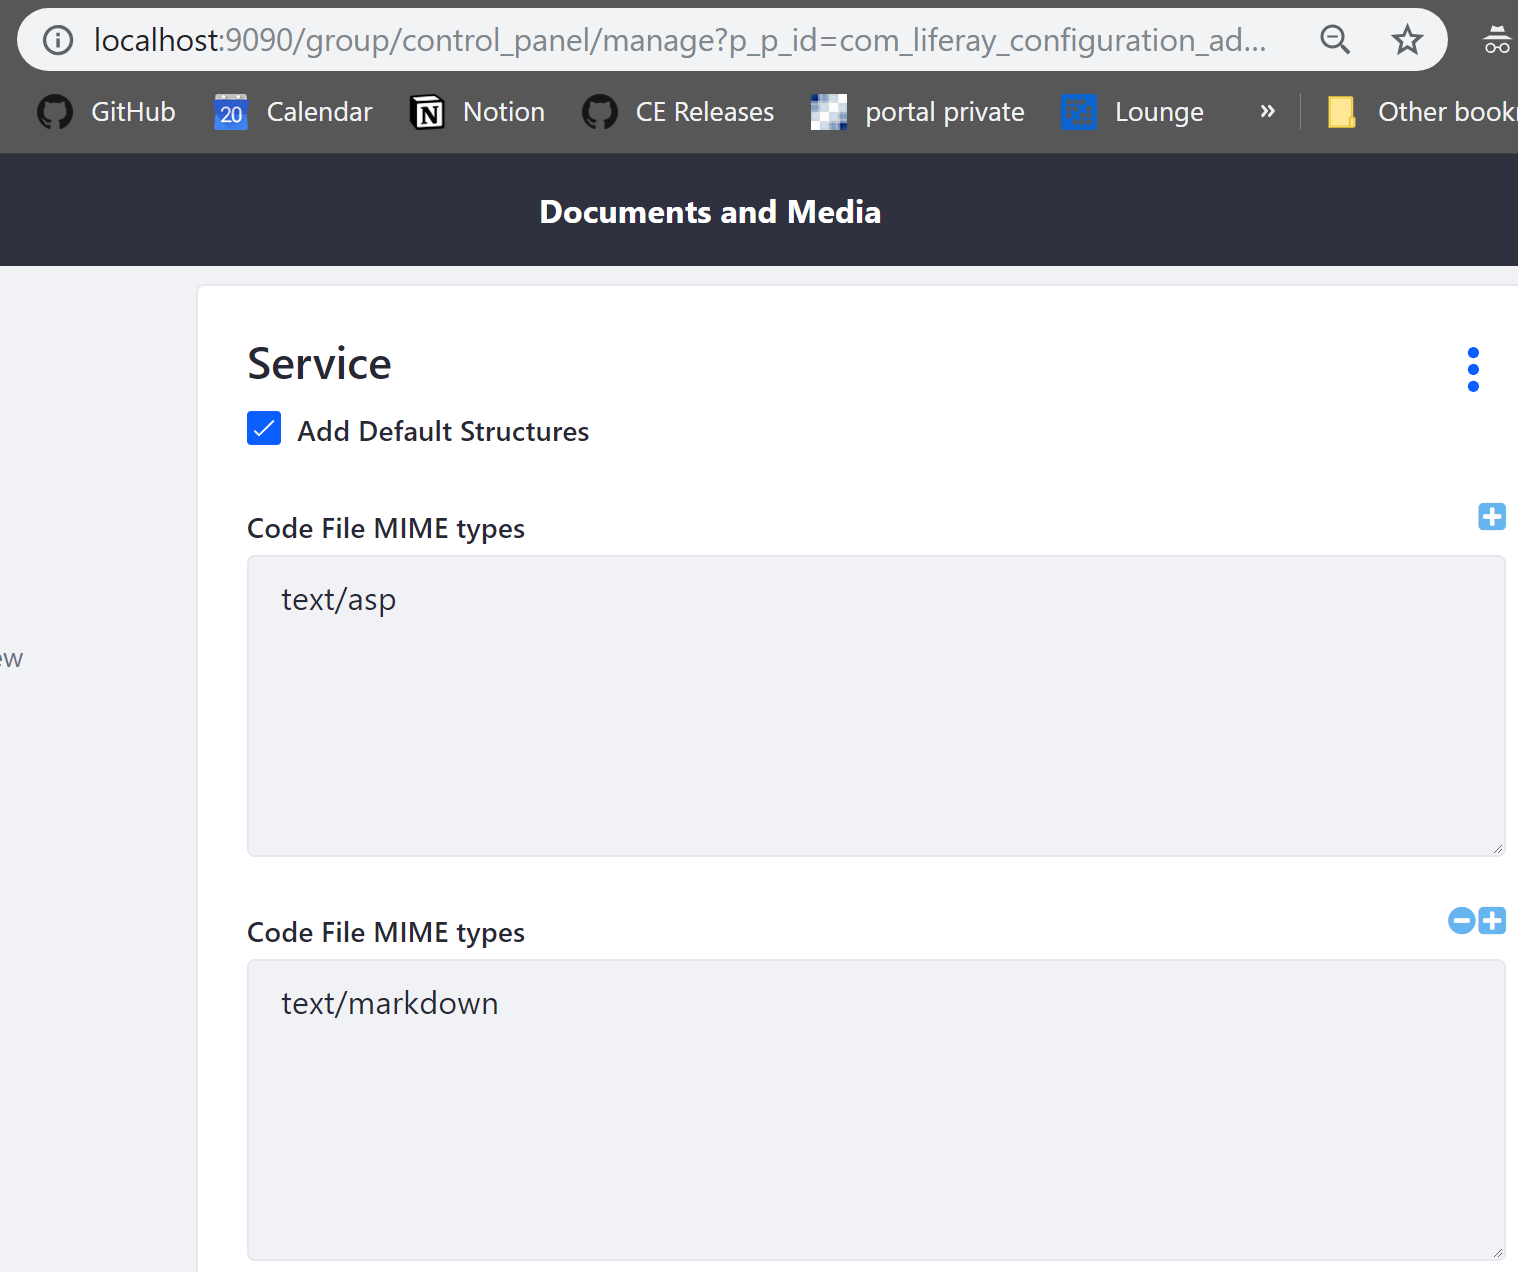 localhost:9090/group/control_panel/manage?p_p_id=com_liferay_configuration_ad...
GitHub 20 Calendar N Notion CE Releases portal private Lounge » Other bookr
Documents and Media
Service
Add Default Structures
Code File MIME types
text/asp
ew
Code File MIME types
text/markdown